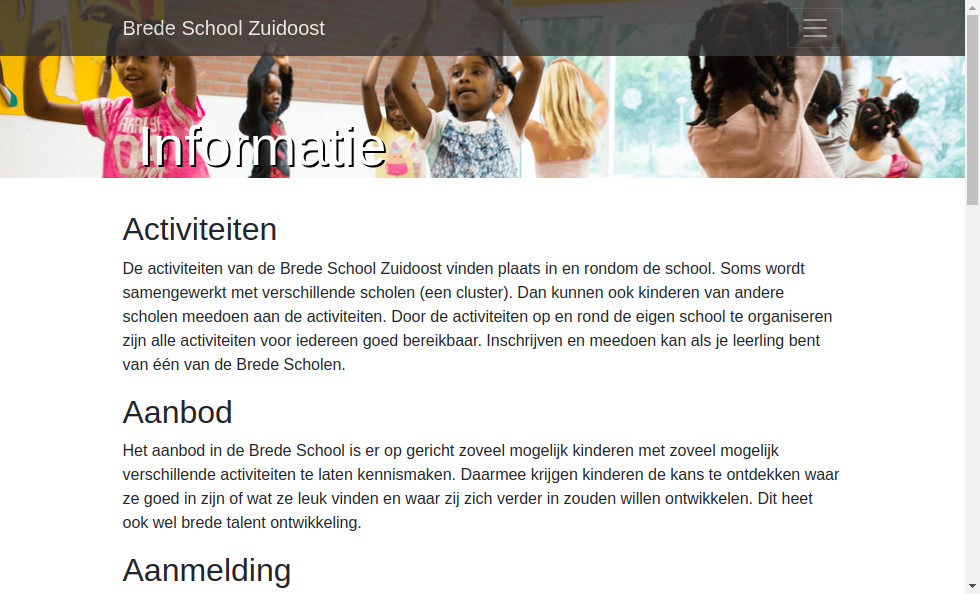 Brede School Zuidoost
Informatie
Activiteiten
De activiteiten van de Brede School Zuidoost vinden plaats in en rondom de school. Soms wordt
samengewerkt met verschillende scholen (een cluster). Dan kunnen ook kinderen van andere
scholen meedoen aan de activiteiten. Door de activiteiten op en rond de eigen school te organiseren
zijn alle activiteiten voor iedereen goed bereikbaar. Inschrijven en meedoen kan als je leerling bent
van één van de Brede Scholen.
Aanbod
Het aanbod in de Brede School is er op gericht zoveel mogelijk kinderen met zoveel mogelijk
verschillende activiteiten te laten kennismaken. Daarmee krijgen kinderen de kans te ontdekken waar
ze goed in zijn of wat ze leuk vinden en waar zij zich verder in zouden willen ontwikkelen. Dit heet
ook wel brede talent ontwikkeling.
Aanmelding